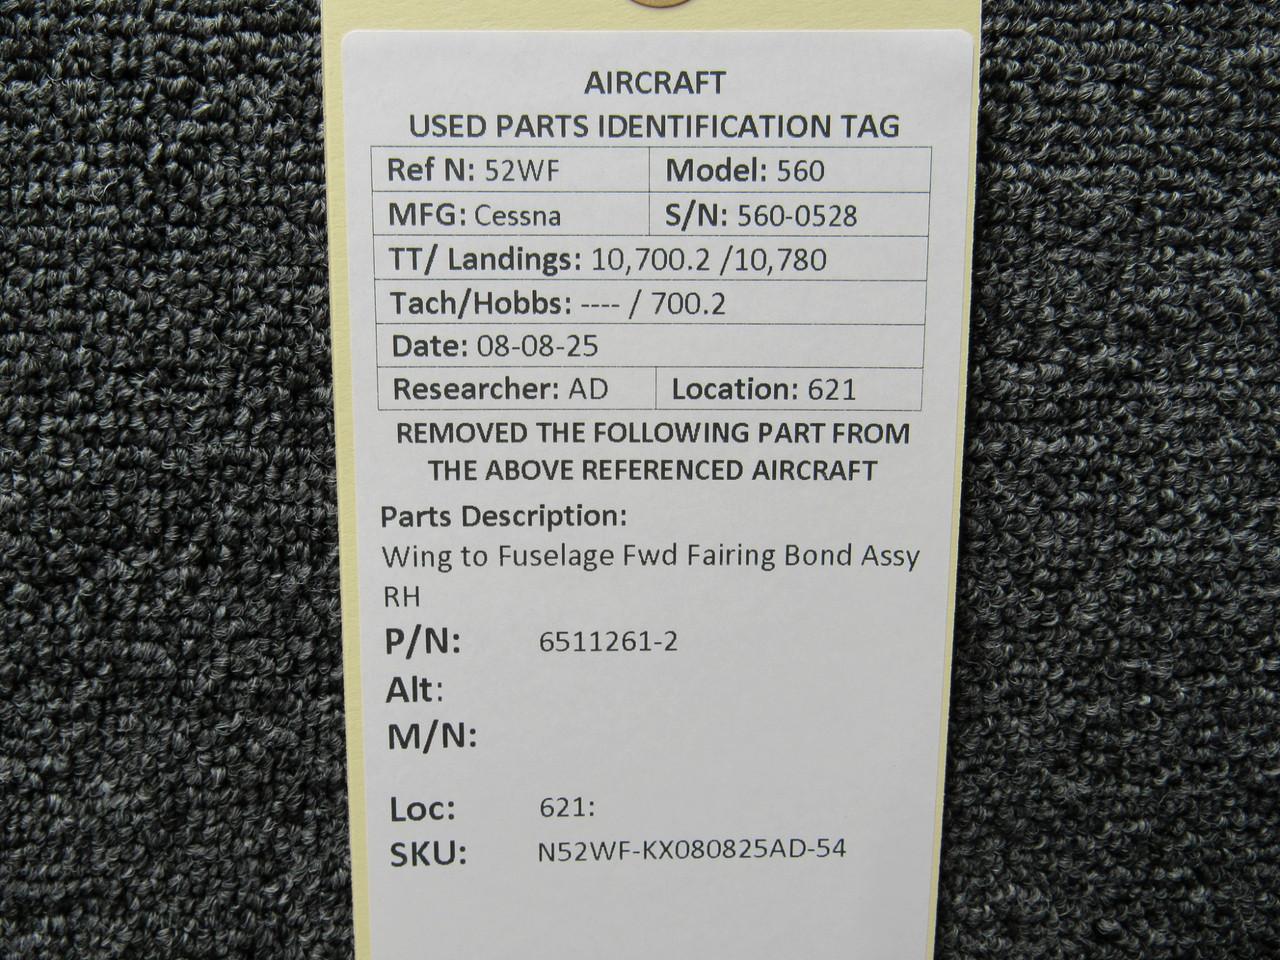 AIRCRAFT
USED PARTS IDENTIFICATION TAG
Ref N: 52WF Model: 560
MFG: Cessna S/N: 560-0528
TT/ Landings: 10,700.2 /10,780
Tach/Hobbs: ---- / 700.2
Date: 08-08-25
Researcher: AD Location: 621
REMOVED THE FOLLOWING PART FROM
THE ABOVE REFERENCED AIRCRAFT
Parts Description:
Wing to Fuselage Fwd Fairing Bond Assy
RH
P/N: 6511261-2
Alt:
M/N:
Loc: 621:
SKU: N52WF-KX080825AD-54